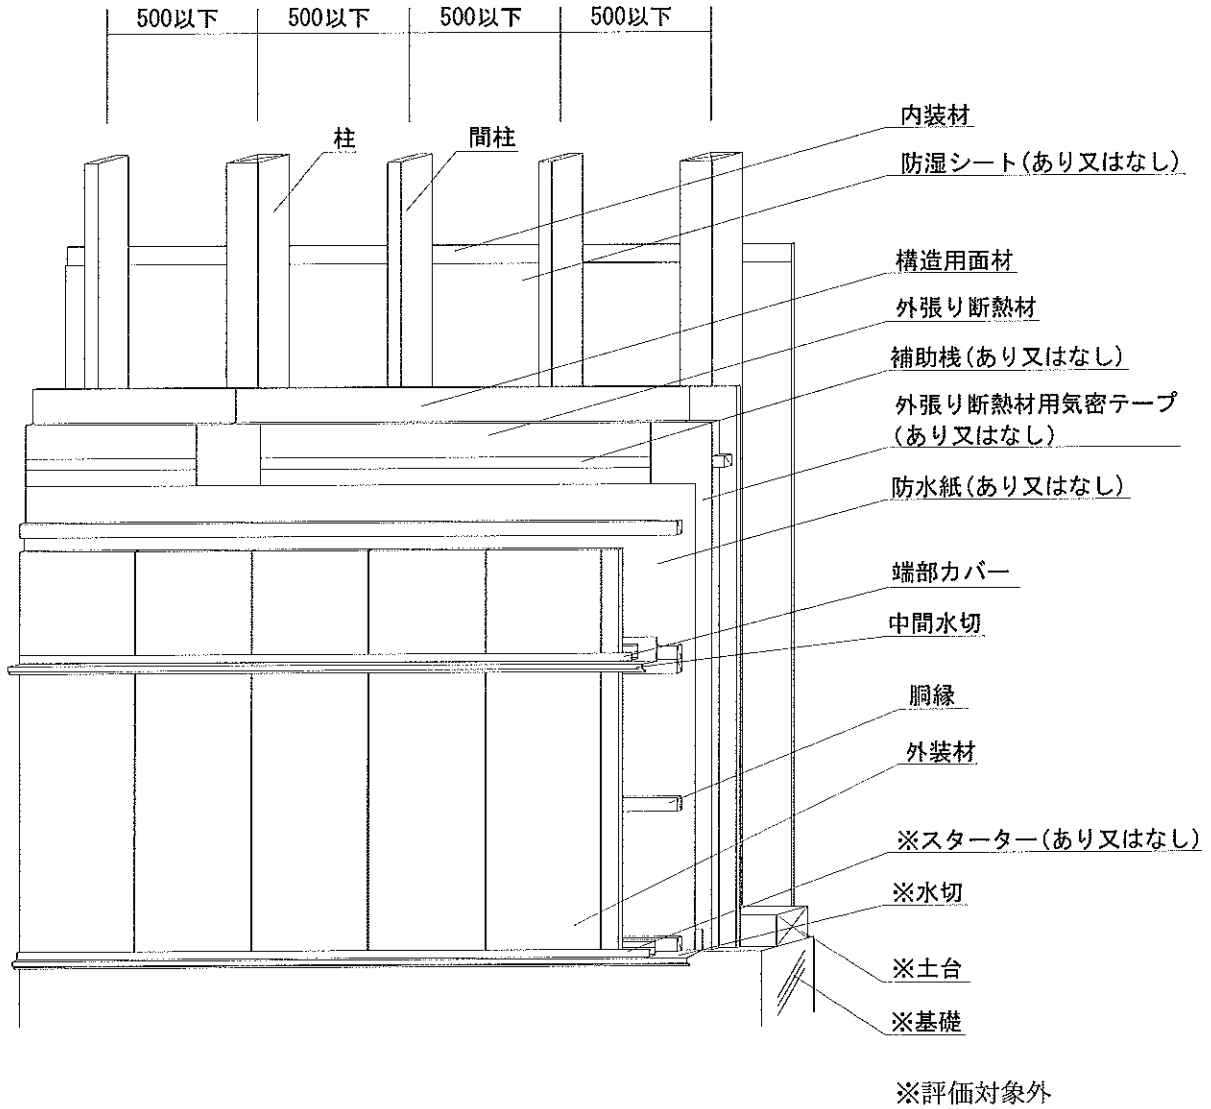 500以下 500以下 500以下 500以下
柱
間柱
内装材
防湿シート(あり又はなし)
構造用面材
外張り断熱材
補助桟(あり又はなし)
外張り断熱材用気密テープ
(あり又はなし)
防水紙(あり又はなし)
端部カバー
中間水切
胴縁
外装材
※スターター(あり又はなし)
※水切
※土台
※基礎
※評価対象外